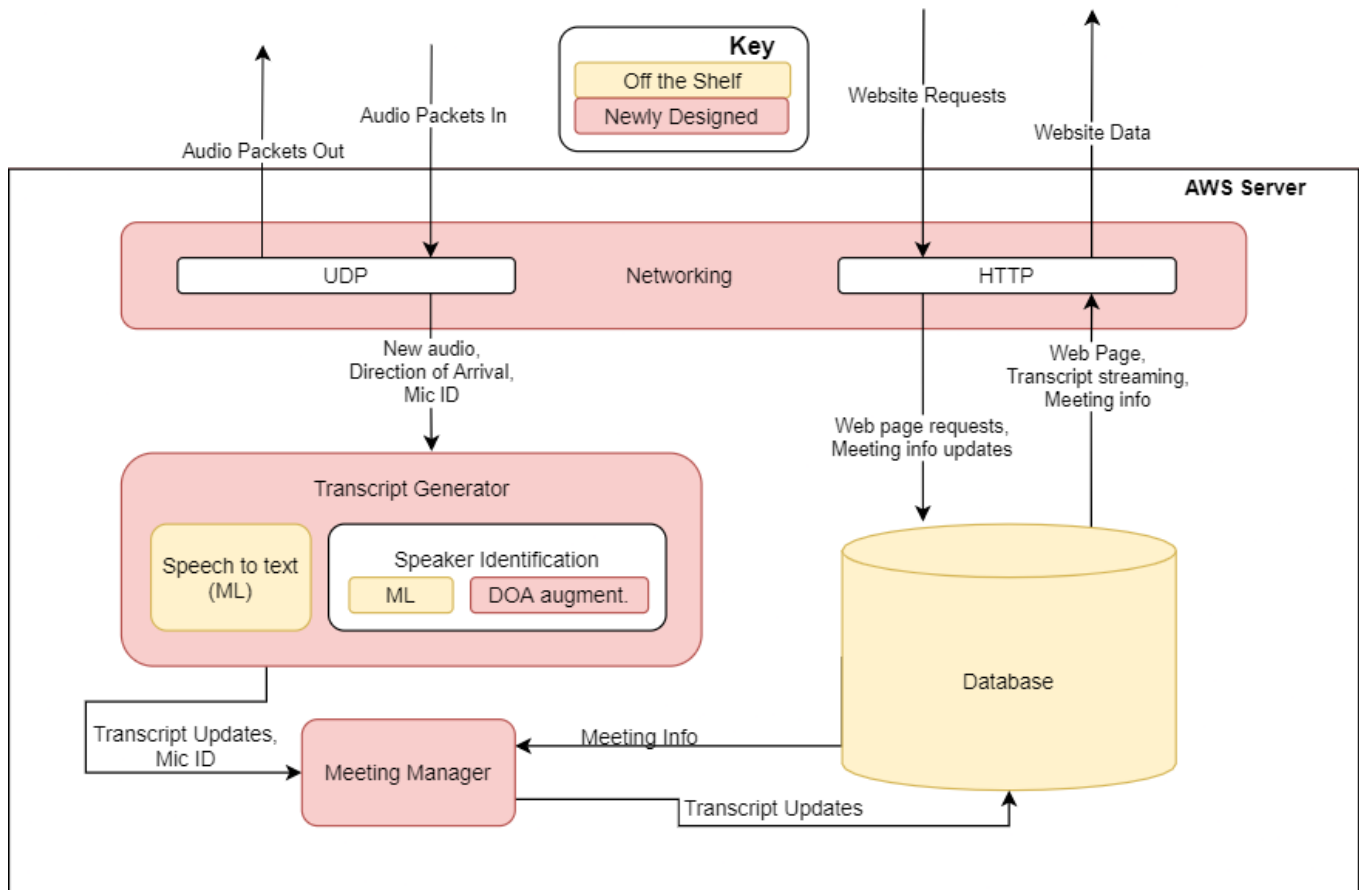 Key
Off the Shelf
Newly Designed
Audio Packets Out
Audio Packets In
Website Requests
Website Data
AWS Server
UDP
Networking
HTTP
New audio,
Direction of Arrival,
Mic ID
Web page requests,
Meeting info updates
Web Page,
Transcript streaming,
Meeting info
Transcript Generator
Speech to text
(ML)
Speaker Identification
ML
DOA augment.
Database
Transcript Updates,
Mic ID
Meeting Manager
Meeting Info
Transcript Updates